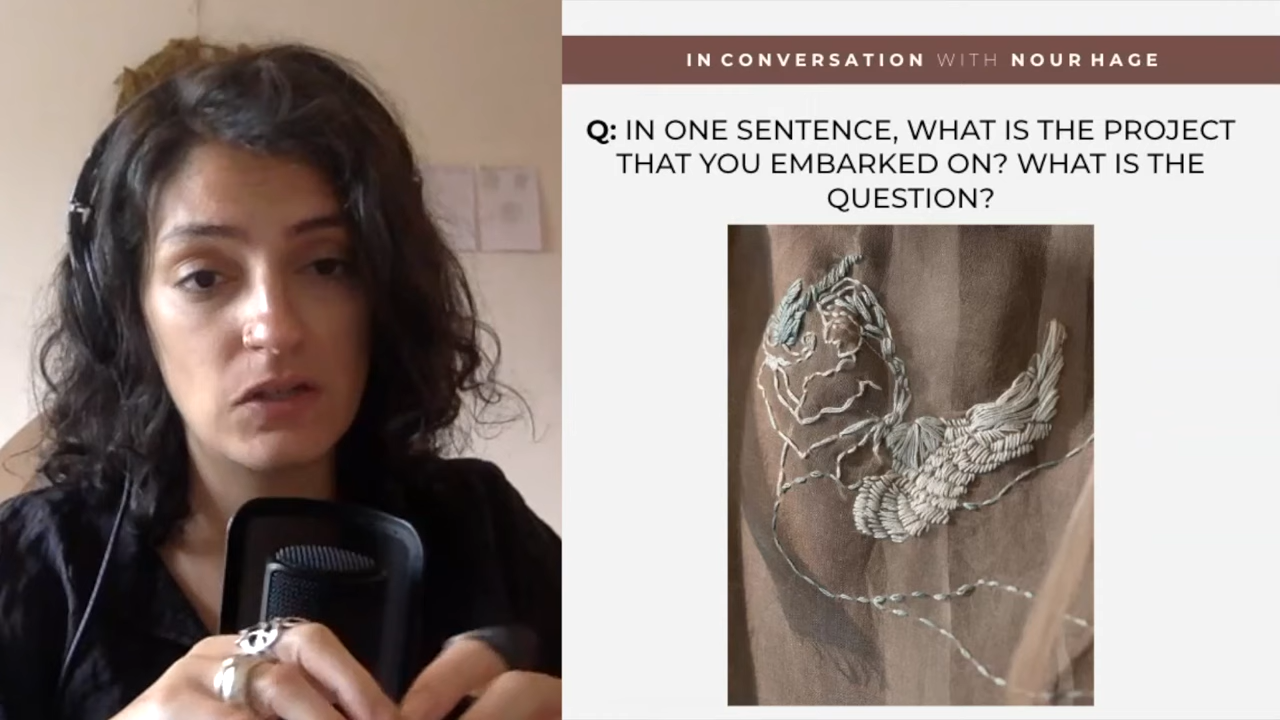 IN CONVERSATION WITH NOUR HAGE
Q: IN ONE SENTENCE, WHAT IS THE PROJECT
THAT YOU EMBARKED ON? WHAT IS THE
QUESTION?